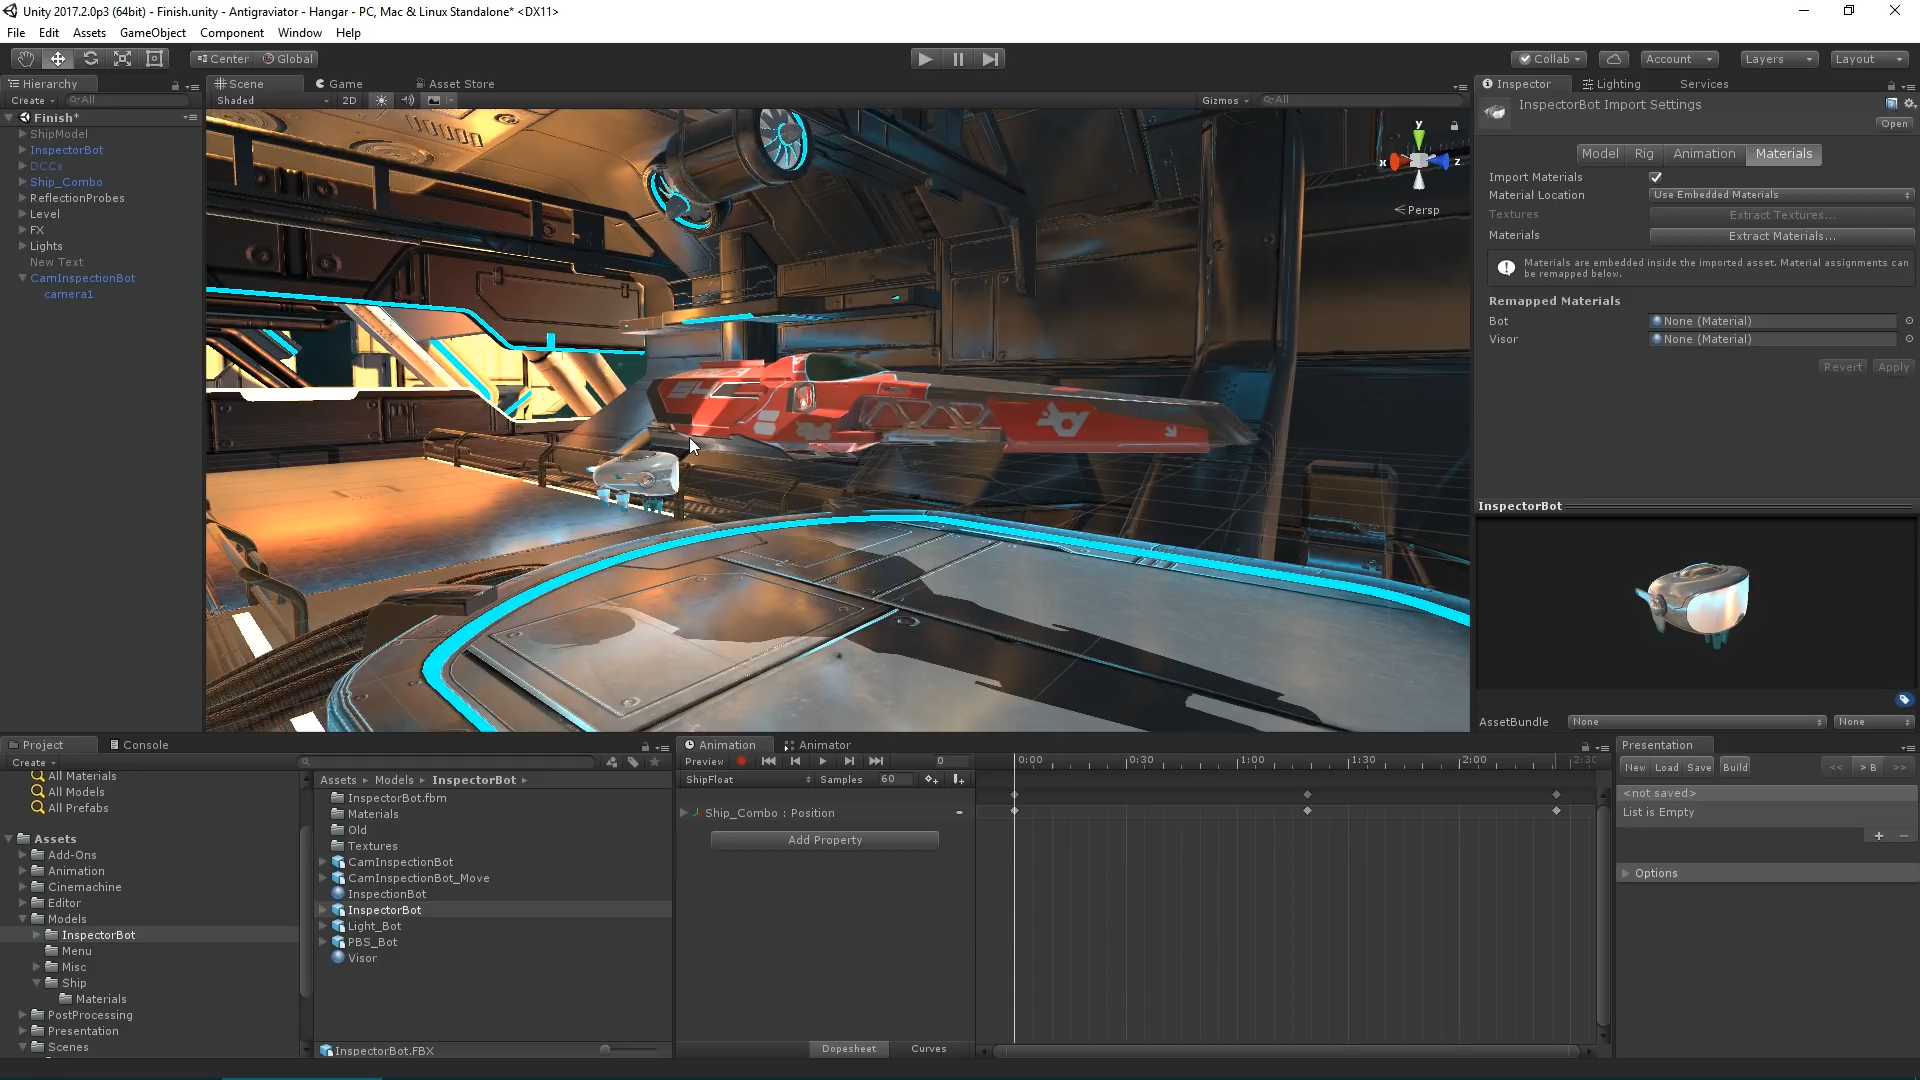 Unity 2017.2.0p3 (64bit) - Finish.unity - Antigraviator - Hangar - PC, Mac & Linux Standalone* <DX11>
File Edit Assets GameObject Component Window Help
Center Global Collab Account Layers Layout
Hierarchy
Create All
Finish*
ShipModel
InspectorBot
DCCs
Ship_Combo
ReflectionProbes
Level
FX
Lights
New Text
CamInspectionBot
camera1
Scene Game Asset Store
Shaded 2D Gizmos All
y
x z
Persp
Inspector Lighting Services
InspectorBot Import Settings
Open
Model Rig Animation Materials
Import Materials
Material Location Use Embedded Materials
Textures Extract Textures...
Materials Extract Materials...
Materials are embedded inside the imported asset. Material assignments can
be remapped below.
Remapped Materials
Bot None (Material)
Visor None (Material)
Revert Apply
InspectorBot
AssetBundle None None
Project Console
Create
All Materials
All Models
All Prefabs
Assets
Add-Ons
Animation
Cinemachine
Editor
Models
InspectorBot
Menu
Misc
Ship
Materials
PostProcessing
Presentation
Scenes
Assets Models InspectorBot
InspectorBot.fbm
Materials
Old
Textures
CamInspectionBot
CamInspectionBot_Move
InspectionBot
InspectorBot
Light_Bot
PBS_Bot
Visor
InspectorBot.FBX
Animation Animator
Preview 0
ShipFloat Samples 60
0:00 0:30 1:00 1:30 2:00 2:30
Ship_Combo : Position
Add Property
Dopesheet Curves
Presentation
New Load Save Build << > B >>
<not saved>
List is Empty
+ -
Options